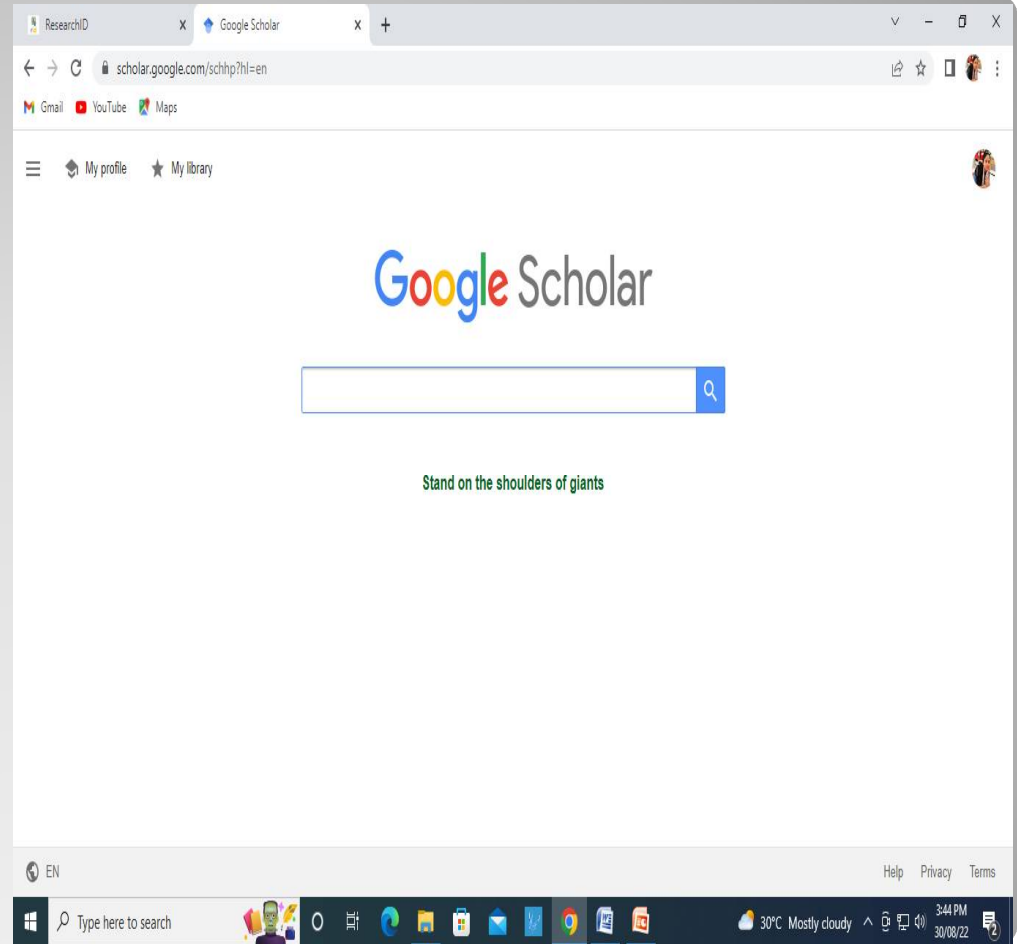 ResearchID
Google Scholar
scholar.google.com/schhp?hl=en
Gmail YouTube Maps
My profile My library
Google Scholar
Stand on the shoulders of giants
EN Help Privacy Terms
Type here to search 30°C Mostly cloudy 3:44 PM
30/08/22 2